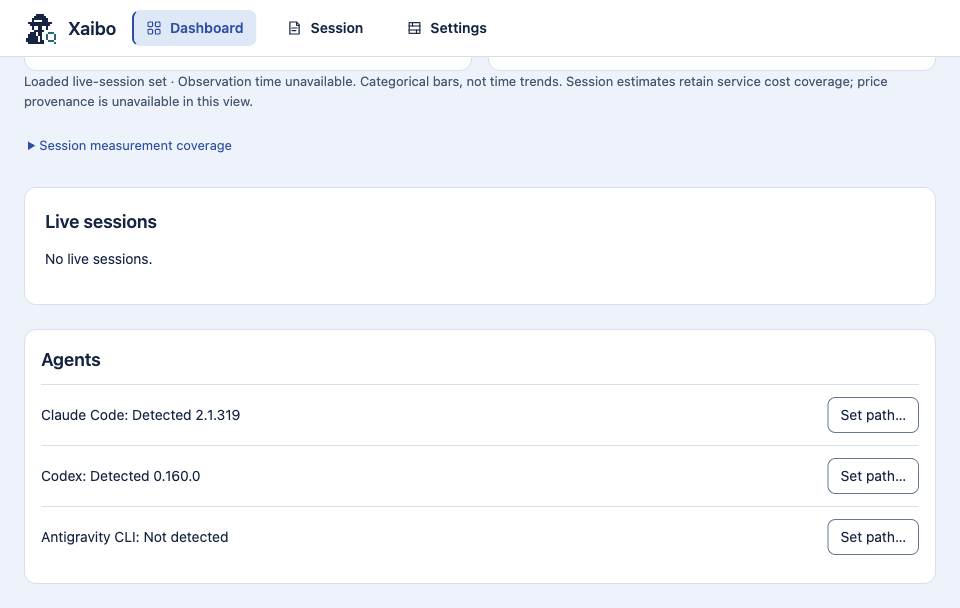 Xaibo
Dashboard
Session
Settings
Loaded live-session set · Observation time unavailable. Categorical bars, not time trends. Session estimates retain service cost coverage; price
provenance is unavailable in this view.
Session measurement coverage
Live sessions
No live sessions.
Agents
Claude Code: Detected 2.1.319
Set path...
Codex: Detected 0.160.0
Set path...
Antigravity CLI: Not detected
Set path...